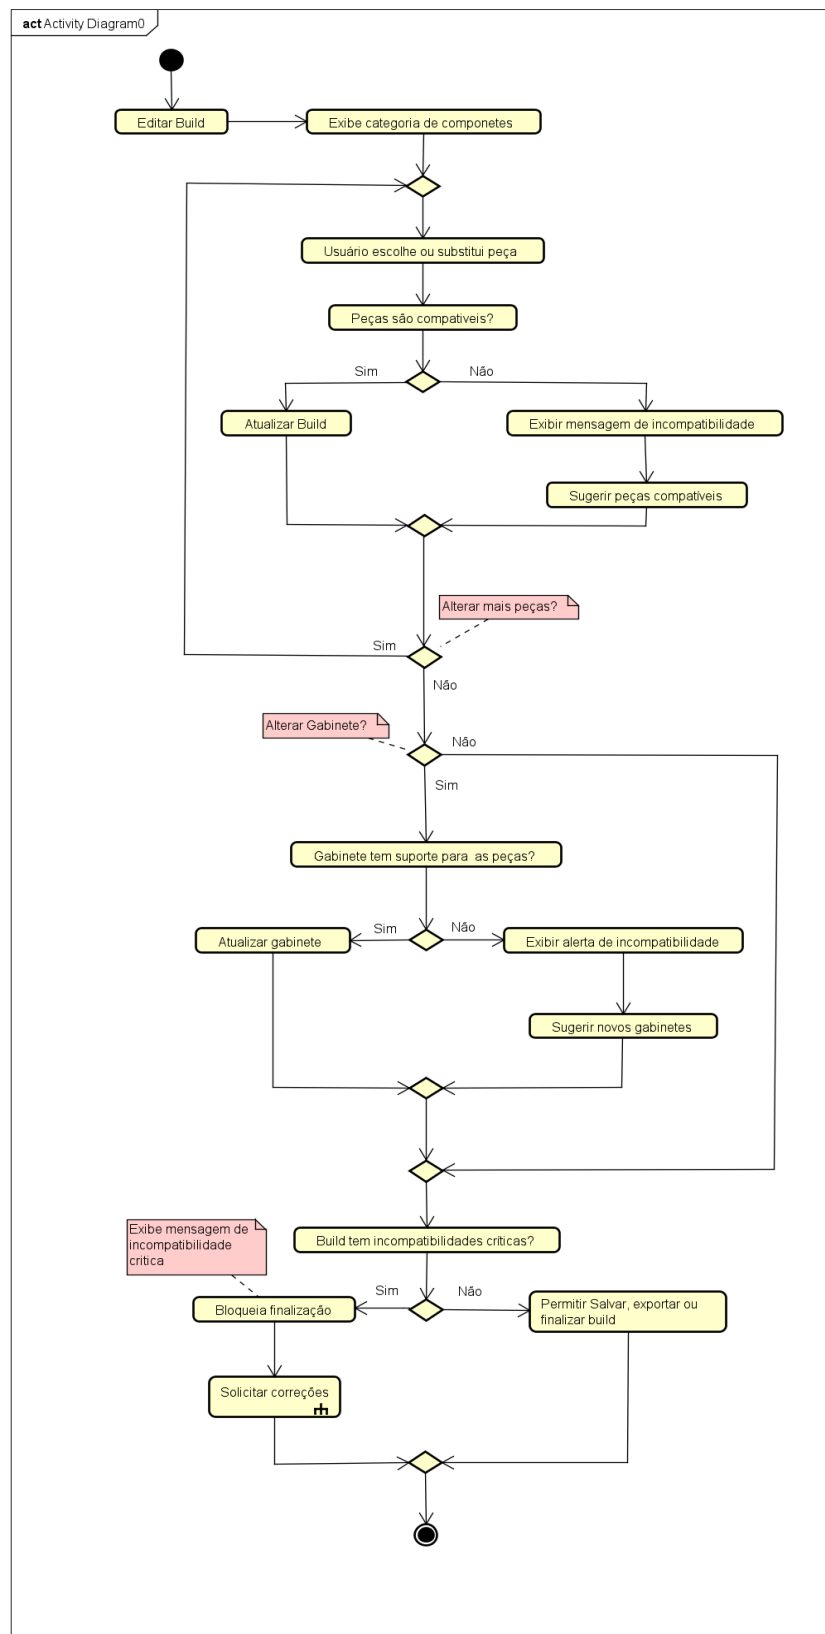 act Activity Diagram0
Editar Build
Exibe categoria de componetes
Usuário escolhe ou substitui peça
Peças são compativeis?
Sim
Não
Atualizar Build
Exibir mensagem de incompatibilidade
Sugerir peças compatíveis
Alterar mais peças?
Sim
Não
Alterar Gabinete?
Não
Sim
Gabinete tem suporte para  as peças?
Sim
Não
Atualizar gabinete
Exibir alerta de incompatibilidade
Sugerir novos gabinetes
Exibe mensagem de
incompatibilidade
critica
Build tem incompatibilidades críticas?
Sim
Não
Bloqueia finalização
Permitir Salvar, exportar ou
finalizar build
Solicitar correções